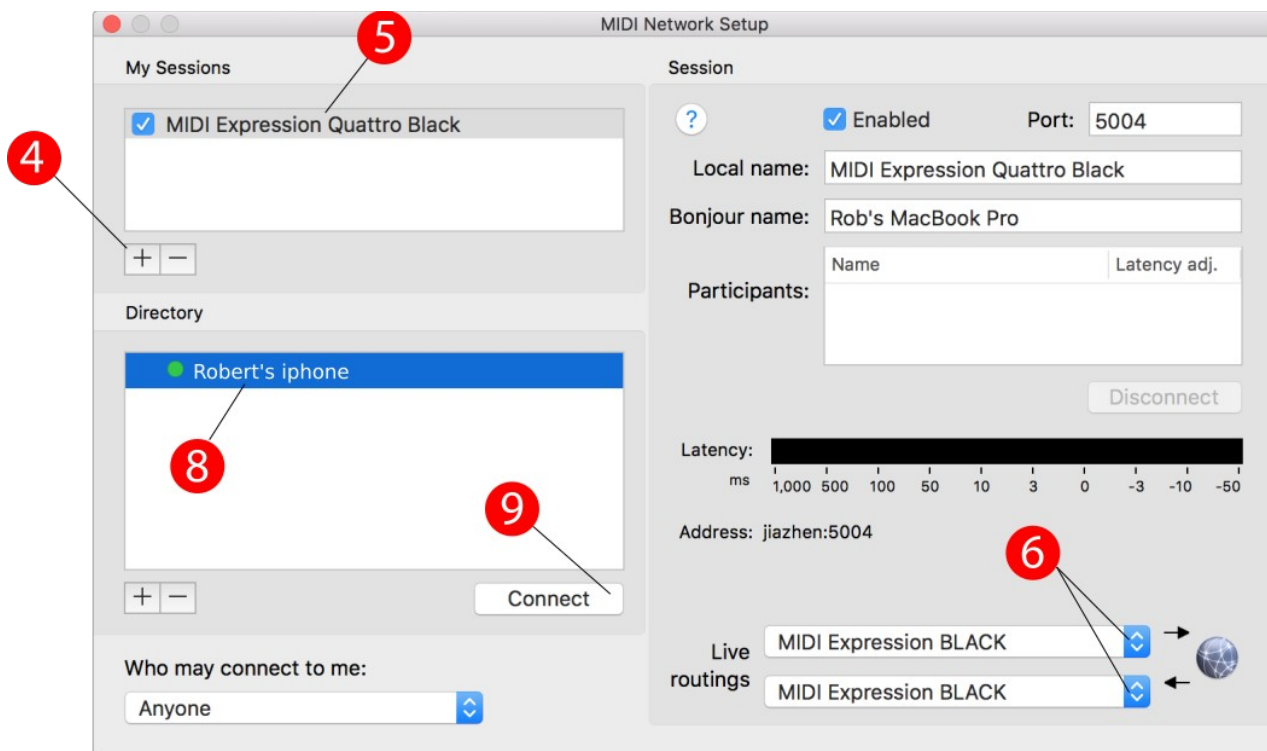 MIDI Network Setup
5
My Sessions
MIDI Expression Quattro Black
4
+ −
Directory
Robert's iphone
8
9
+ −
Connect
Who may connect to me:
Anyone
Session
?
Enabled
Port: 5004
Local name: MIDI Expression Quattro Black
Bonjour name: Rob's MacBook Pro
Participants:
Name Latency adj.
Disconnect
Latency:
ms 1,000 500 100 50 10 3 0 -3 -10 -50
Address: jiazhen:5004
6
Live routings
MIDI Expression BLACK
MIDI Expression BLACK